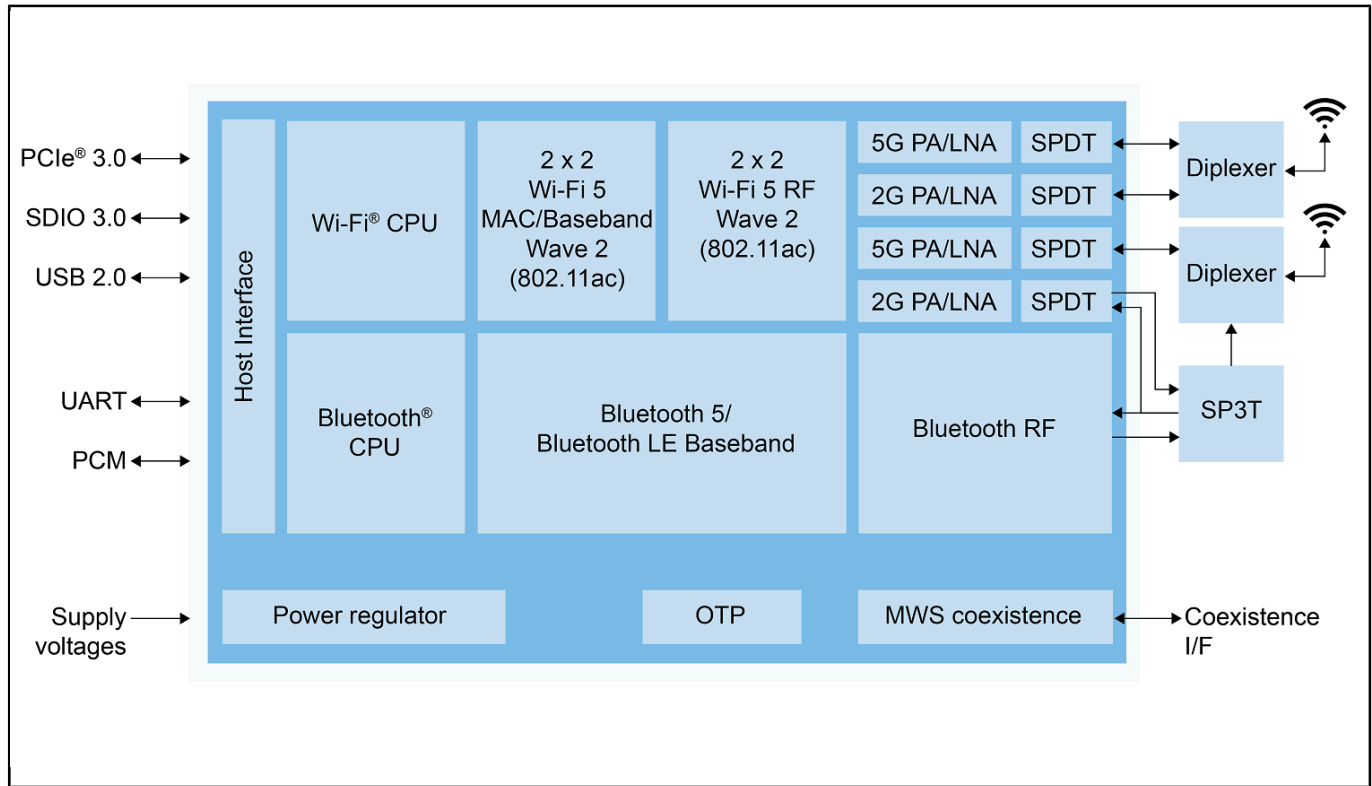 PCIe® 3.0
SDIO 3.0
USB 2.0
UART
PCM
Supply
voltages
Host Interface
Wi-Fi® CPU
2 x 2
Wi-Fi 5
MAC/Baseband
Wave 2
(802.11ac)
2 x 2
Wi-Fi 5 RF
Wave 2
(802.11ac)
5G PA/LNA
SPDT
2G PA/LNA
SPDT
5G PA/LNA
SPDT
2G PA/LNA
SPDT
Diplexer
Diplexer
SP3T
Bluetooth®
CPU
Bluetooth 5/
Bluetooth LE Baseband
Bluetooth RF
Power regulator
OTP
MWS coexistence
Coexistence
I/F